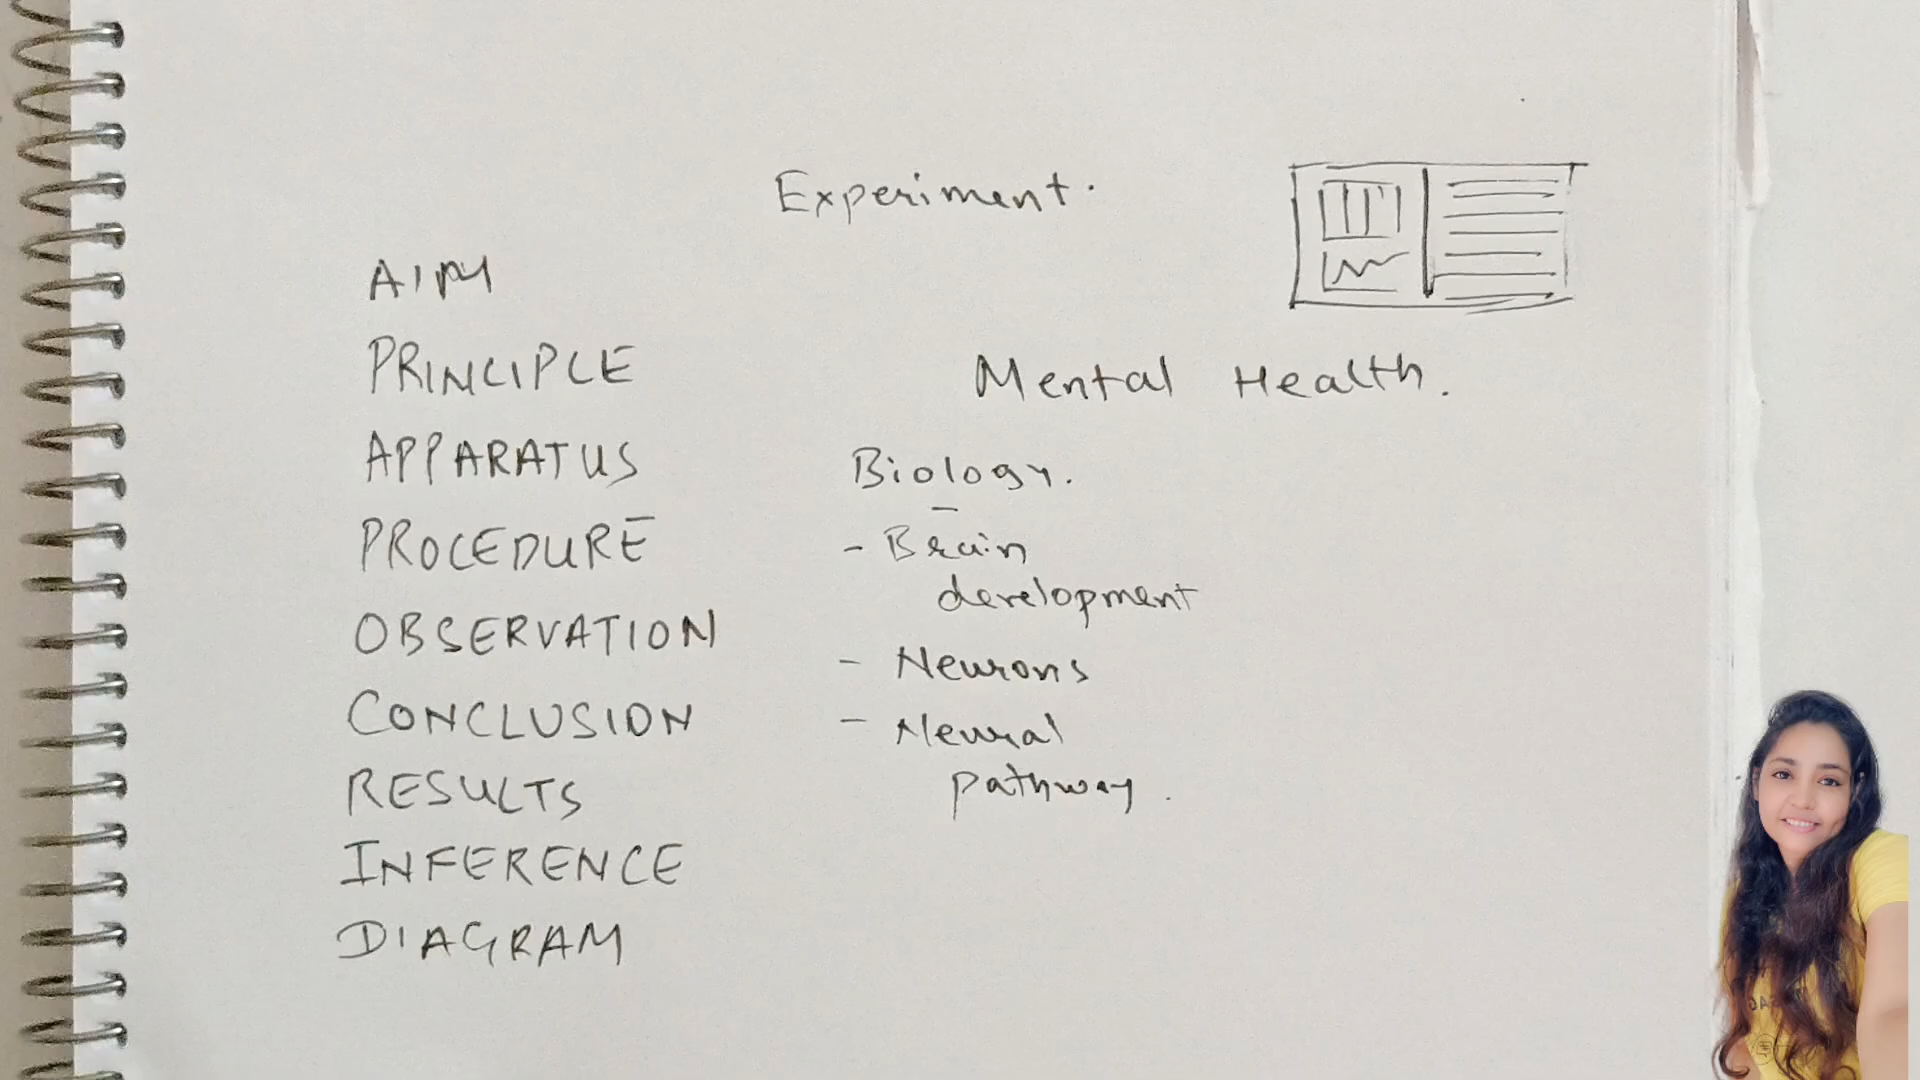 Experiment.
AIM
PRINCIPLE
APPARATUS
PROCEDURE
OBSERVATION
CONCLUSION
RESULTS
INFERENCE
DIAGRAM
Mental Health.
Biology.
- Brain
development
- Neurons
- Neural
pathway.